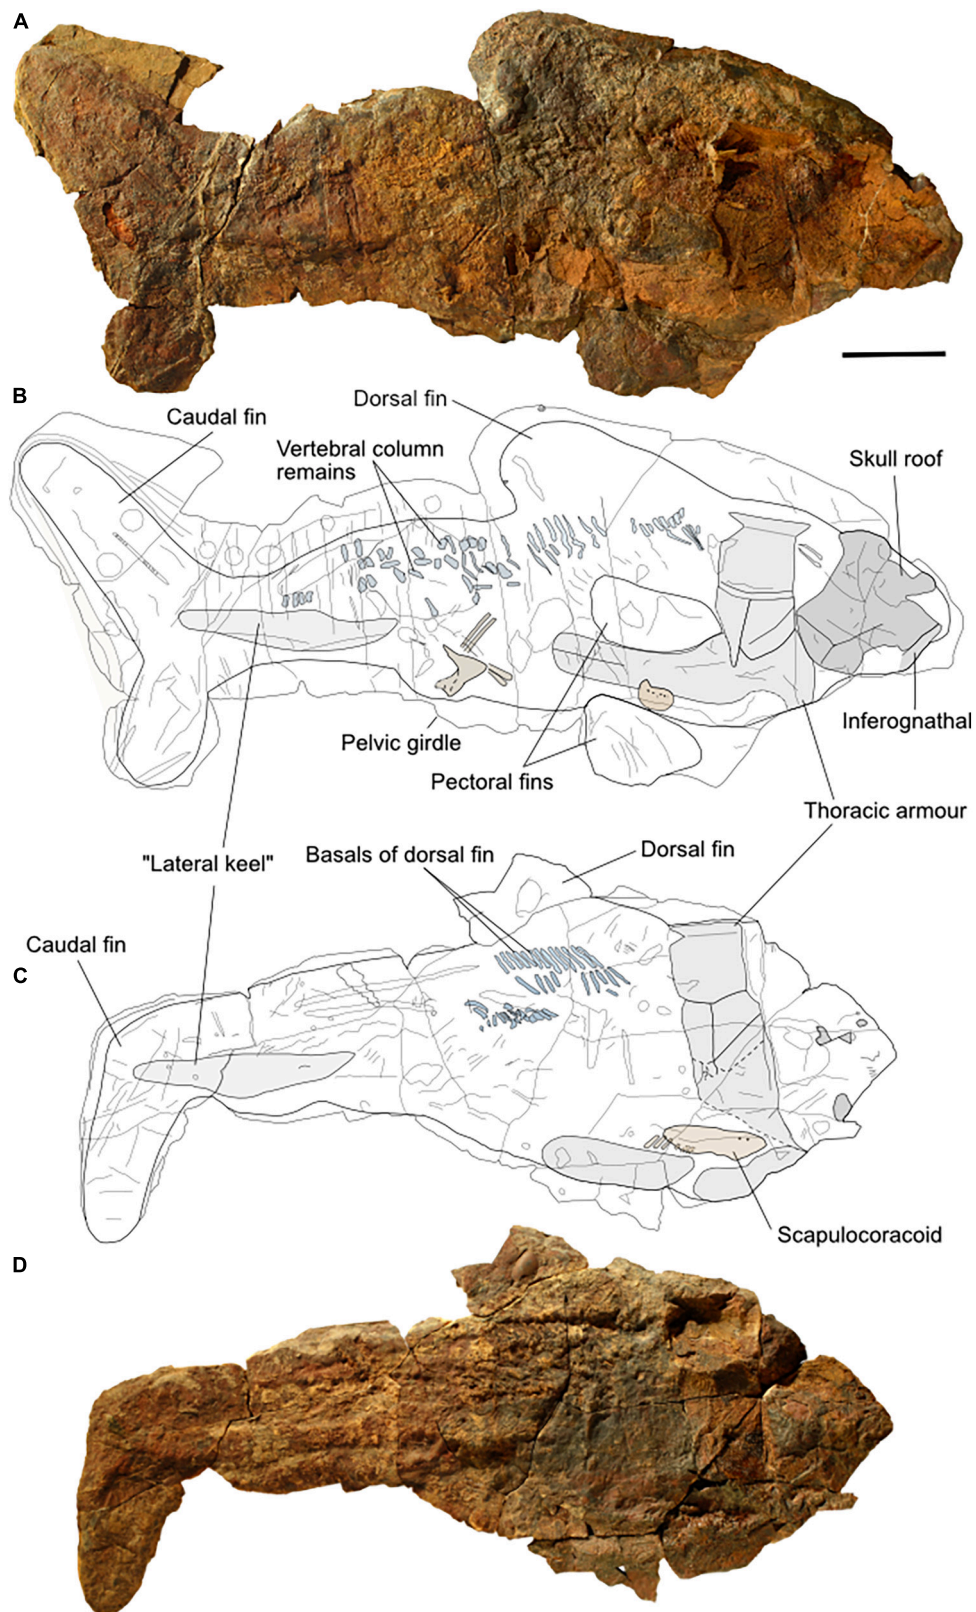 A
B
Caudal fin
Dorsal fin
Vertebral column
remains
Skull roof
Pelvic girdle
Pectoral fins
Inferognathal
Thoracic armour
"Lateral keel"
Basals of dorsal fin
Dorsal fin
Caudal fin
C
Scapulocoracoid
D